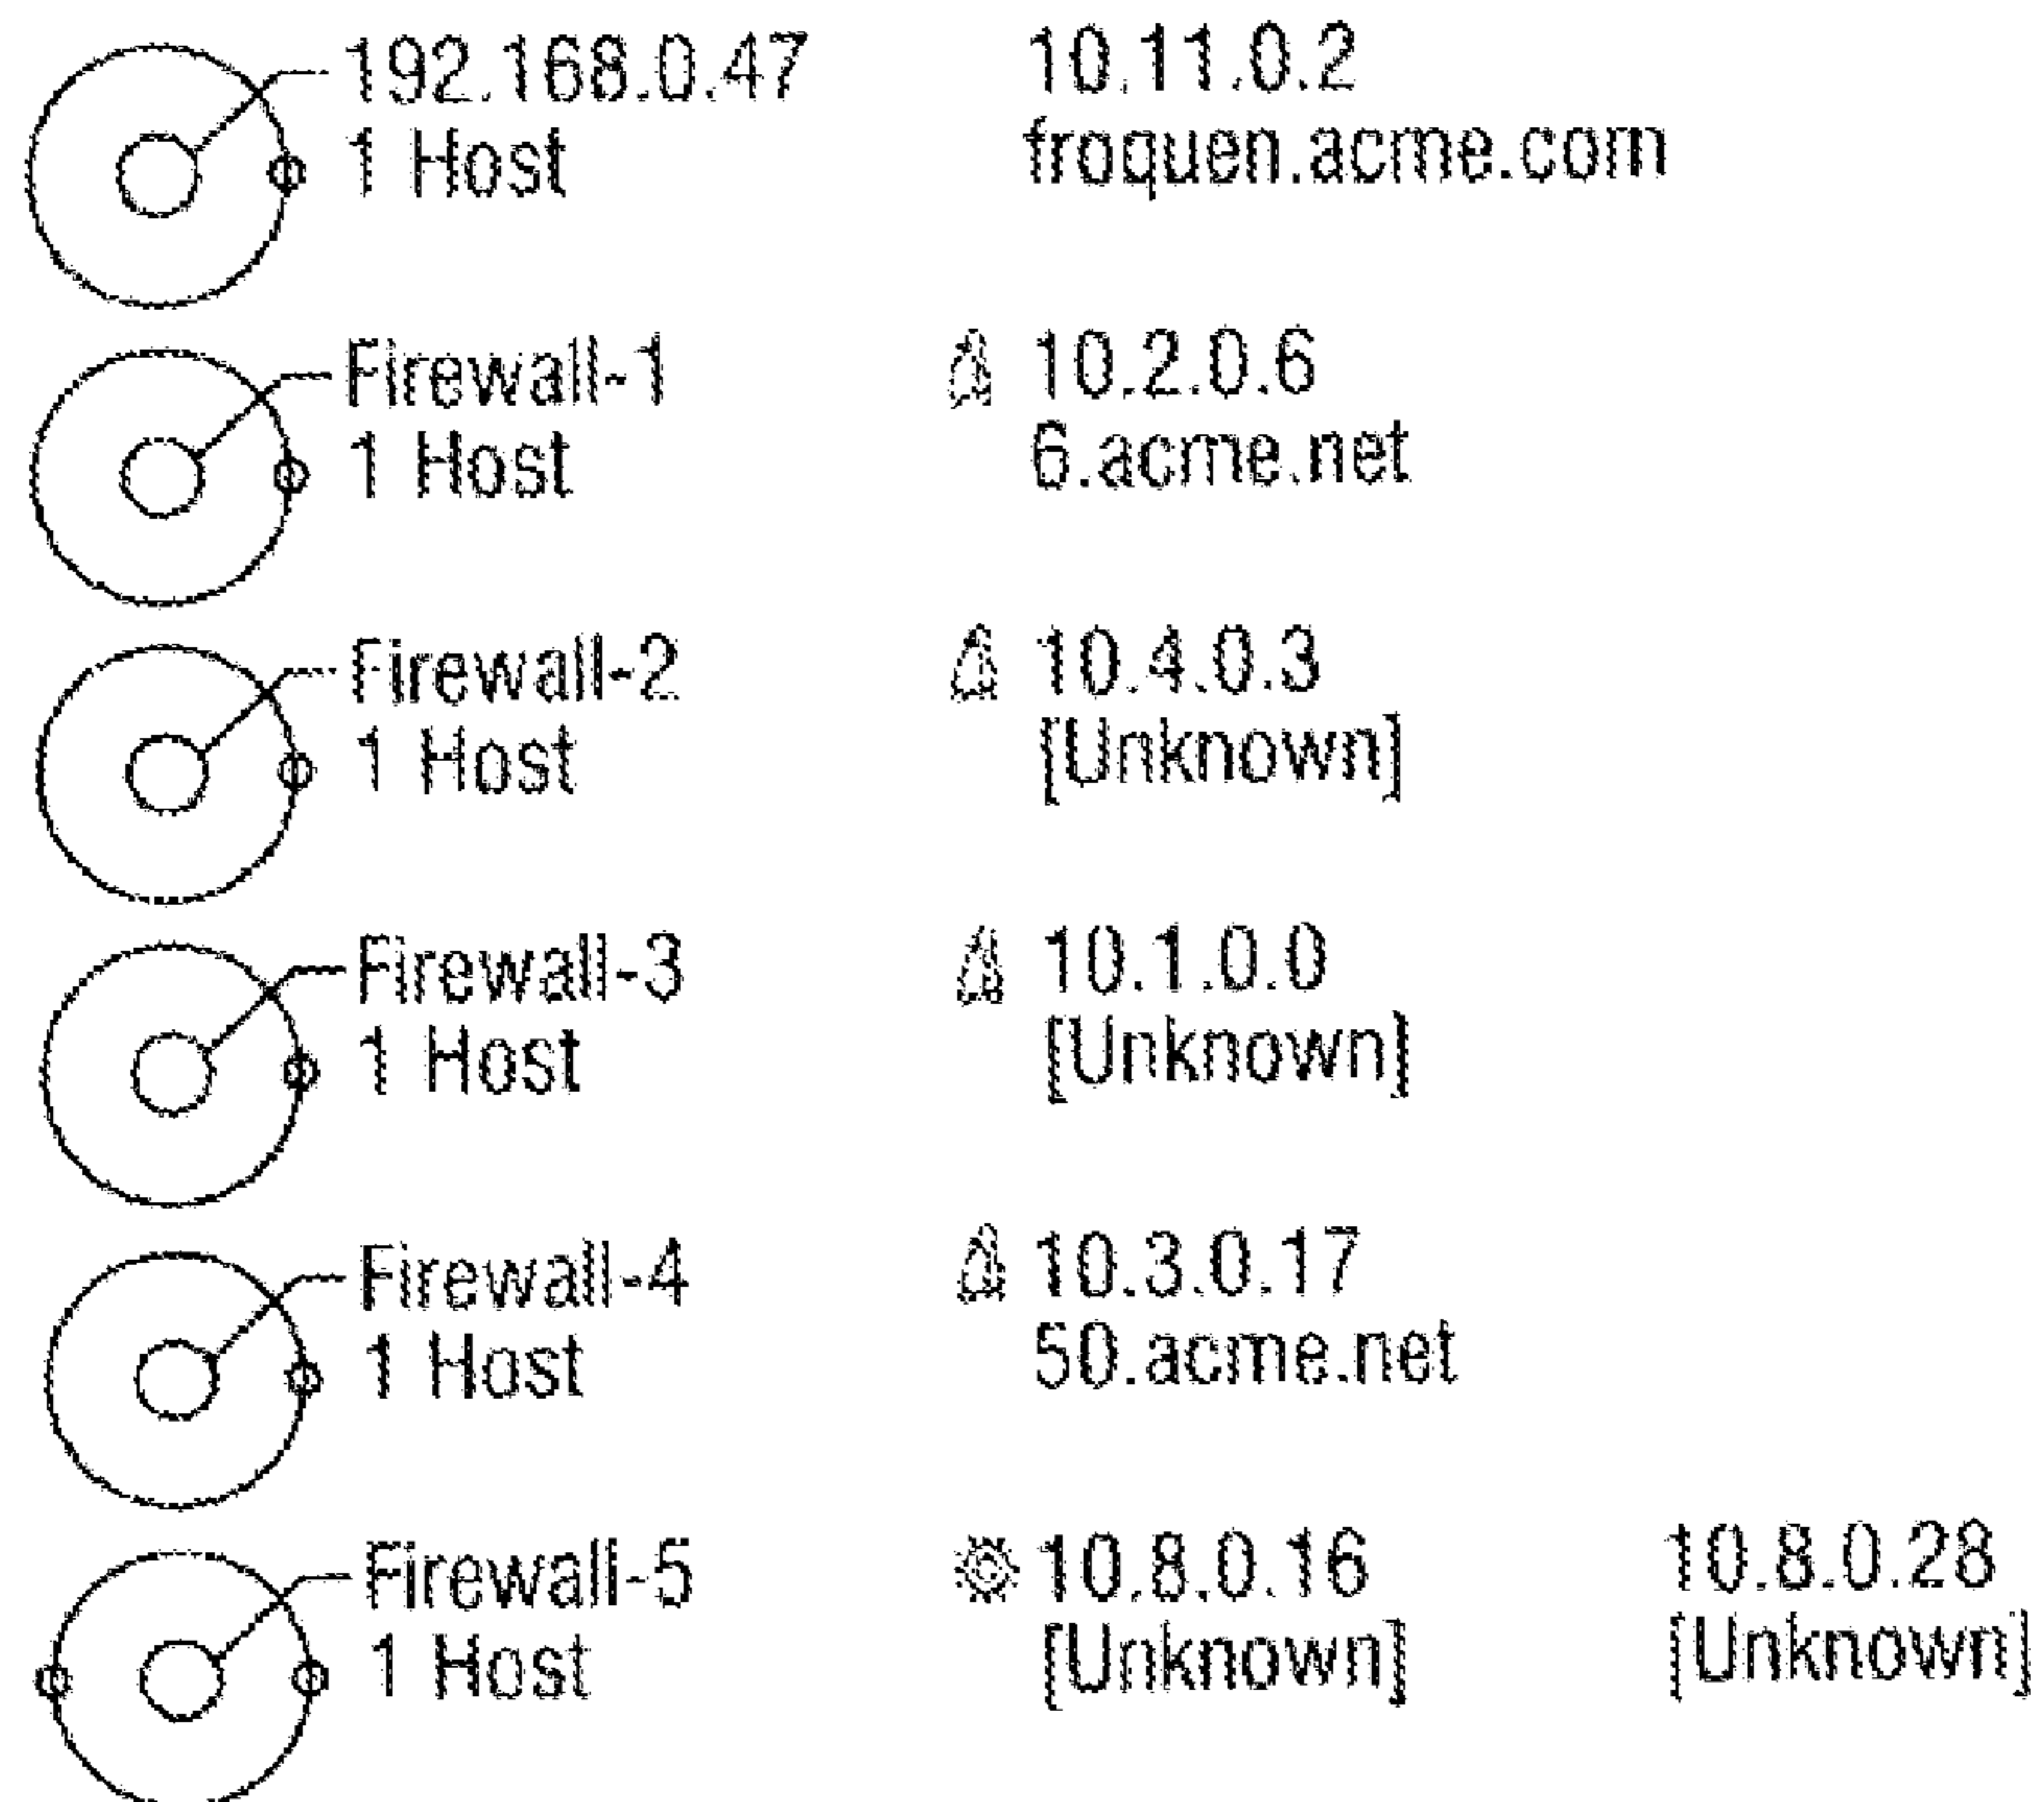 192.168.0.47 10.11.0.2
1 Host froquen.acme.com
Firewall-1 10.2.0.6
1 Host 6.acme.net
Firewall-2 10.4.0.3
1 Host [Unknown]
Firewall-3 10.1.0.0
1 Host [Unknown]
Firewall-4 10.3.0.17
1 Host 50.acme.net
Firewall-5 10.8.0.16 10.8.0.28
1 Host [Unknown] [Unknown]